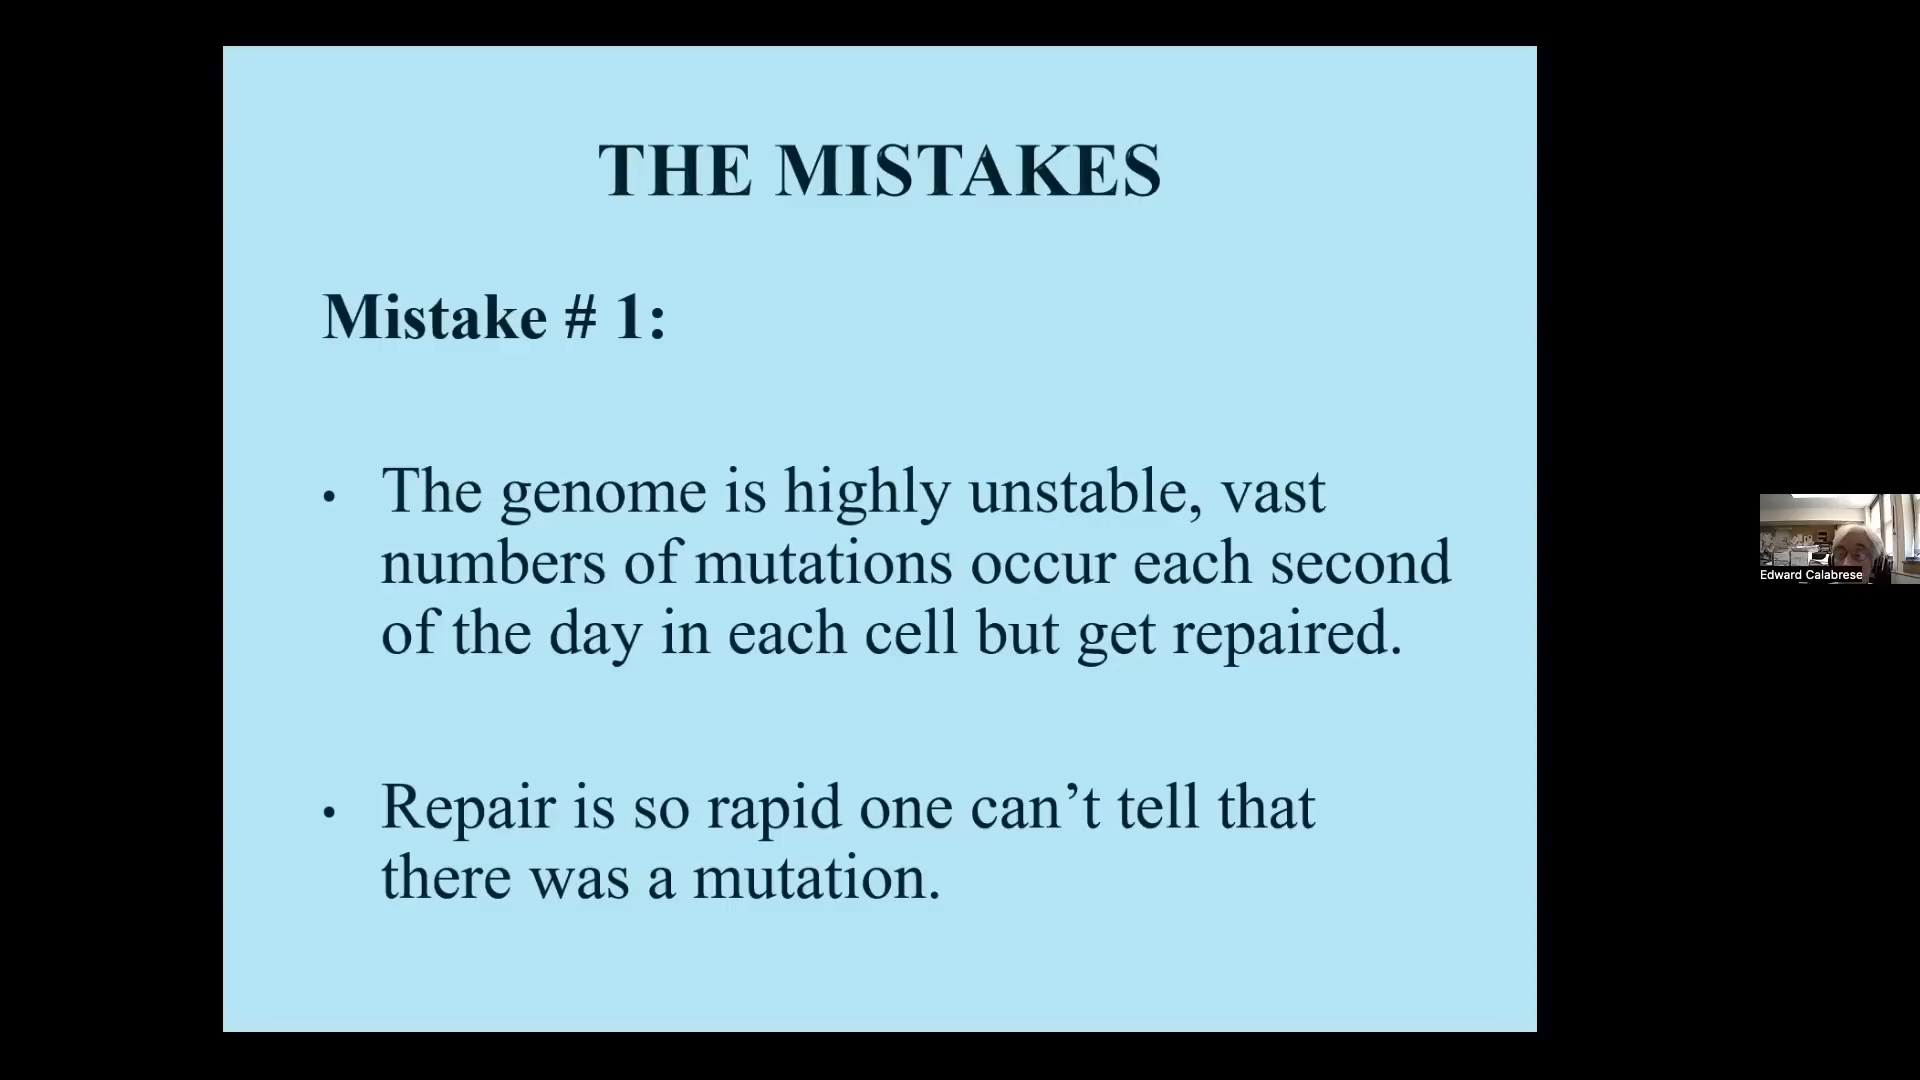 THE MISTAKES
Mistake # 1:
• The genome is highly unstable, vast
numbers of mutations occur each second
of the day in each cell but get repaired.
• Repair is so rapid one can’t tell that
there was a mutation.
Edward Calabrese